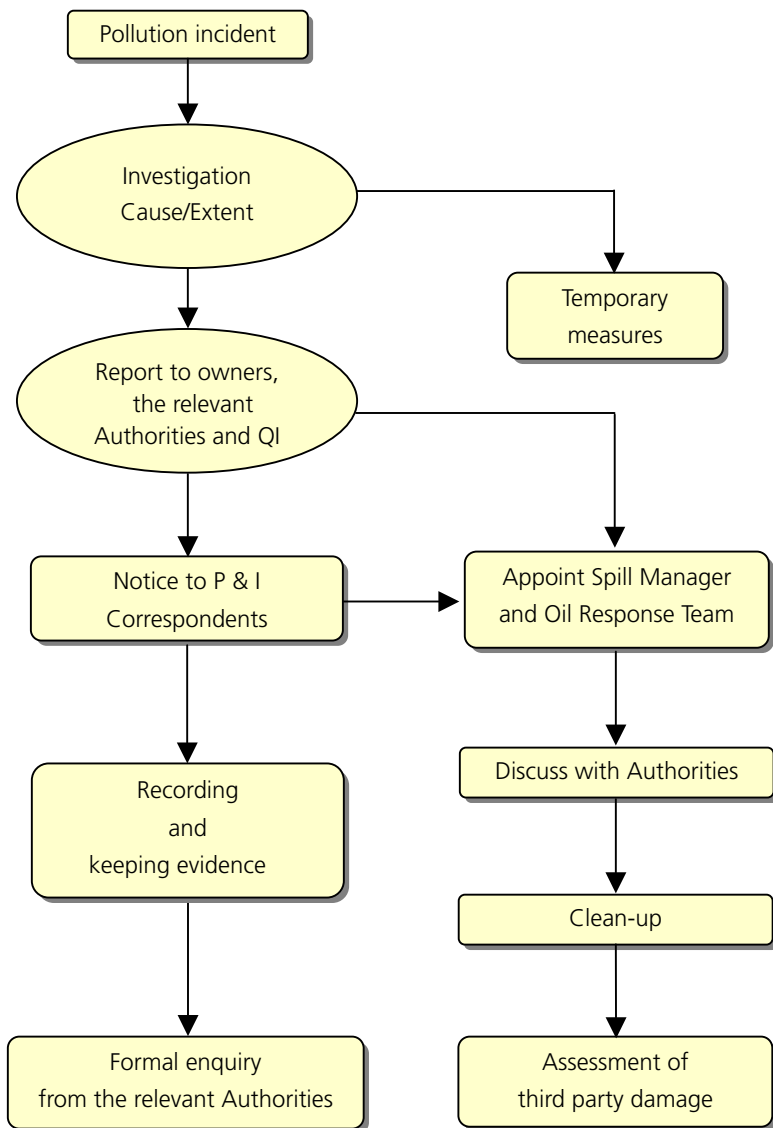 Pollution incident
Investigation
Cause/Extent
Temporary
measures
Report to owners,
the relevant
Authorities and QI
Notice to P & I
Correspondents
Appoint Spill Manager
and Oil Response Team
Recording
and
keeping evidence
Discuss with Authorities
Clean-up
Formal enquiry
from the relevant Authorities
Assessment of
third party damage